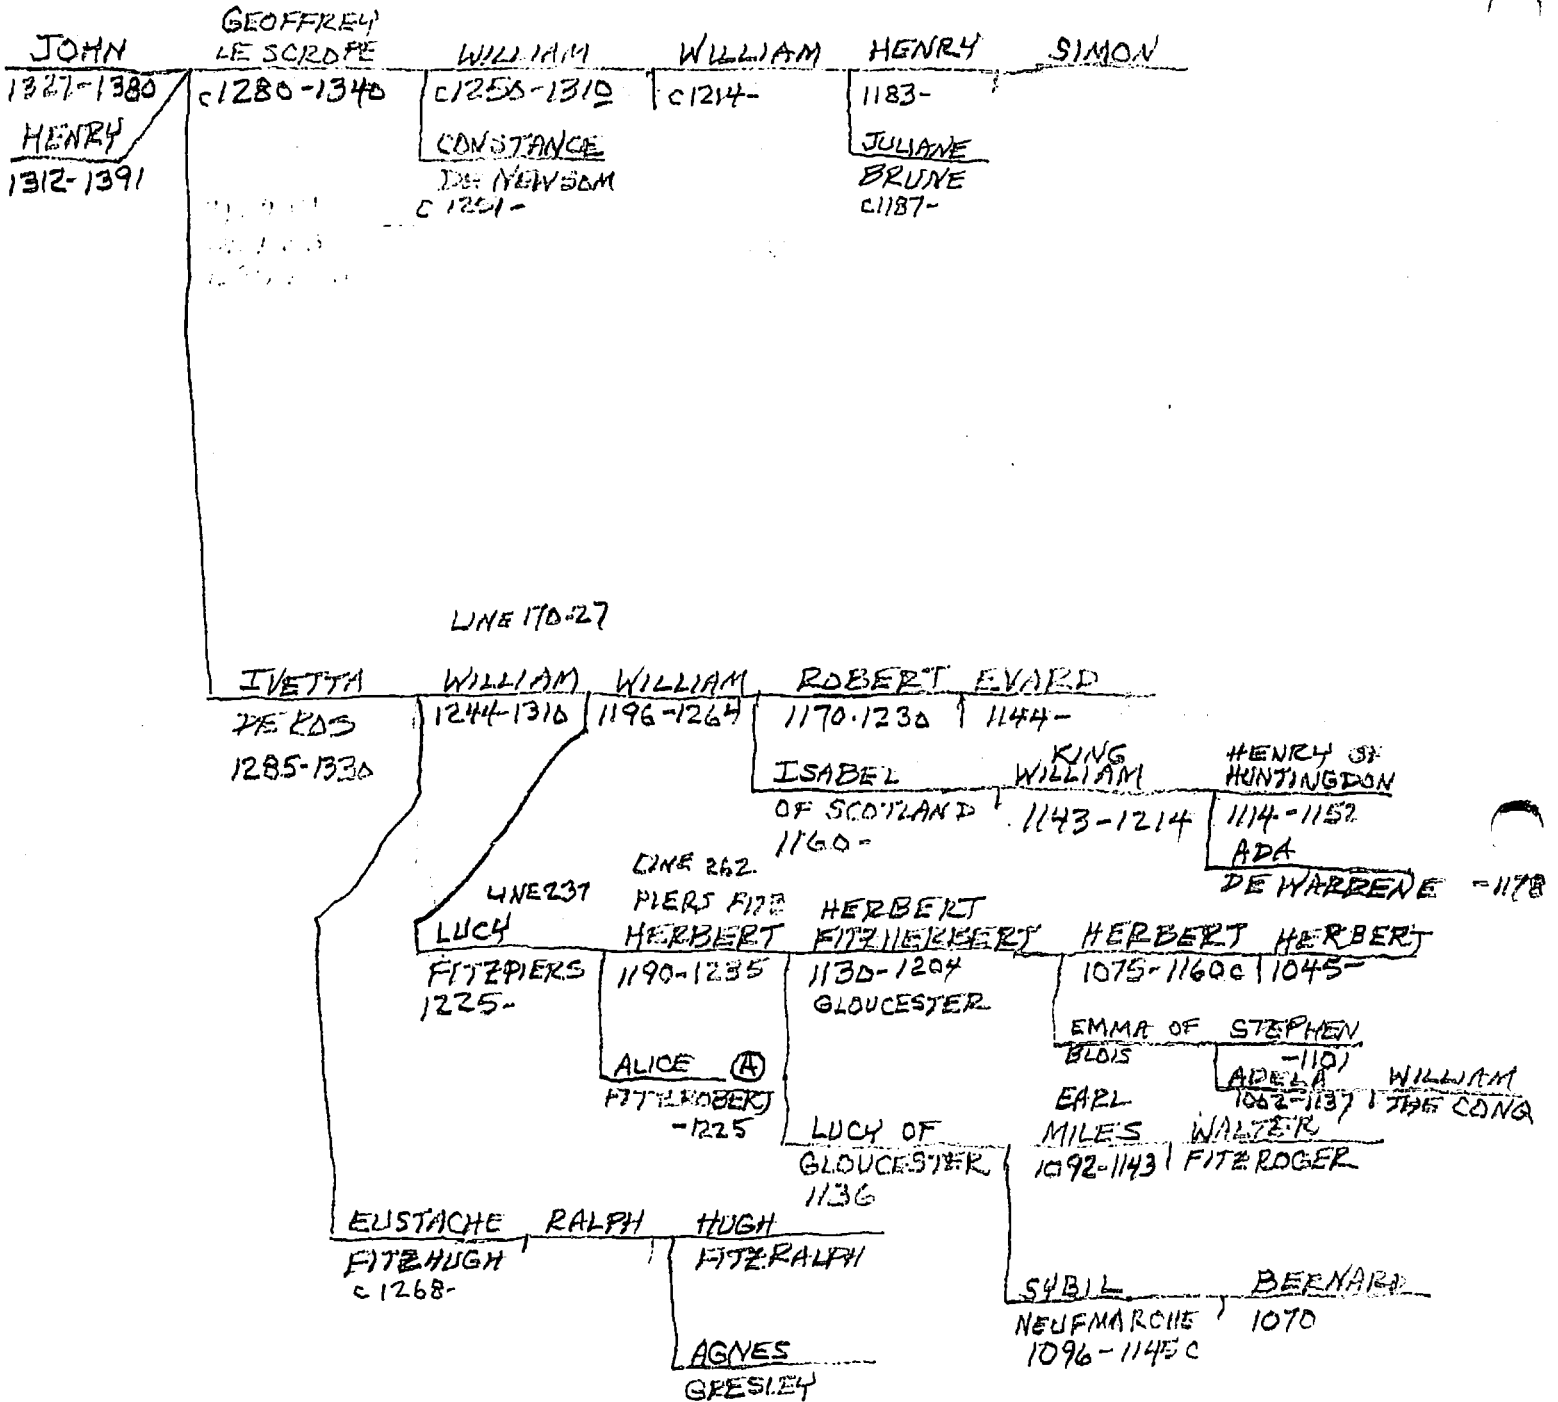 GEOFFREY
JOHN LE SCROPE WILLIAM WILLIAM HENRY SIMON
1327-1380 c1280-1340 c1250-1310 c1214- 1183-
HENRY CONSTANCE JULIANE
1312-1391 DE NEWSOM BRUNE
c1187-
LINE 170-27
IVETTA WILLIAM WILLIAM ROBERT EVARD
DE ROS 1244-1310 1196-1264 1170-1230 1144-
1285-1330
KING HENRY OF
ISABEL WILLIAM HUNTINGDON
OF SCOTLAND 1143-1214 1114-1152
1160- ADA
DE WARRENE -1178
LINE 262
LINE 237 PIERS FITZ HERBERT
LUCY HERBERT FITZHERBERT HERBERT HERBERT
FITZPIERS 1190-1235 1130-1204 1075-1160c 1045-
1225- GLOUCESTER
EMMA OF STEPHEN
BLOIS -1101
ALICE A
FITZROBERT
-1225
ADELA WILLIAM
1062-1137 THE CONQ
EARL
LUCY OF MILES WALTER
GLOUCESTER 1092-1143 FITZROGER
1136
EUSTACHE RALPH HUGH
FITZHUGH FITZRALPH
c1268-
SYBIL BERNARD
NEUFMARCHE 1070
1096-1145c
AGNES
GRESLEY